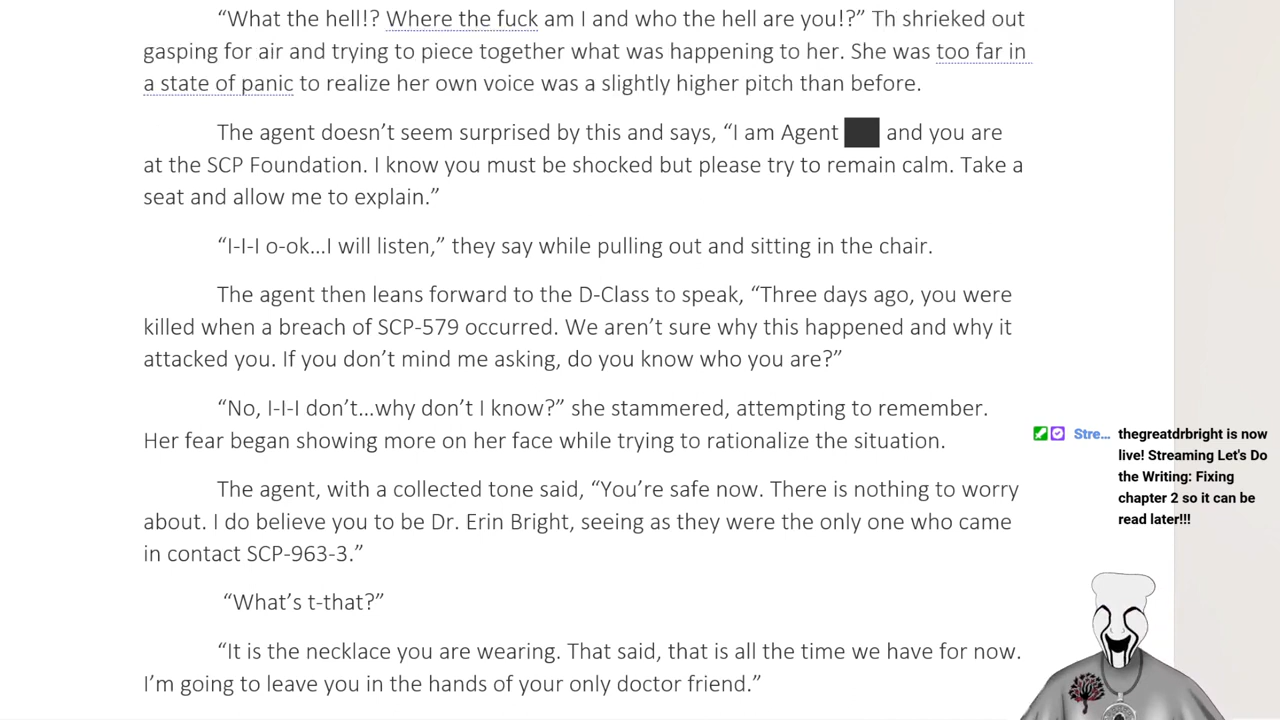 “What the hell!? Where the fuck am I and who the hell are you!?” Th shrieked out
gasping for air and trying to piece together what was happening to her. She was too far in
a state of panic to realize her own voice was a slightly higher pitch than before.
The agent doesn’t seem surprised by this and says, “I am Agent and you are
at the SCP Foundation. I know you must be shocked but please try to remain calm. Take a
seat and allow me to explain.”
“I-I-I o-ok…I will listen,” they say while pulling out and sitting in the chair.
The agent then leans forward to the D-Class to speak, “Three days ago, you were
killed when a breach of SCP-579 occurred. We aren’t sure why this happened and why it
attacked you. If you don’t mind me asking, do you know who you are?”
“No, I-I-I don’t…why don’t I know?” she stammered, attempting to remember.
Her fear began showing more on her face while trying to rationalize the situation.
The agent, with a collected tone said, “You’re safe now. There is nothing to worry
about. I do believe you to be Dr. Erin Bright, seeing as they were the only one who came
in contact SCP-963-3.”
“What’s t-that?”
“It is the necklace you are wearing. That said, that is all the time we have for now.
I’m going to leave you in the hands of your only doctor friend.”
Stre… thegreatdrbright is now
live! Streaming Let's Do
the Writing: Fixing
chapter 2 so it can be
read later!!!